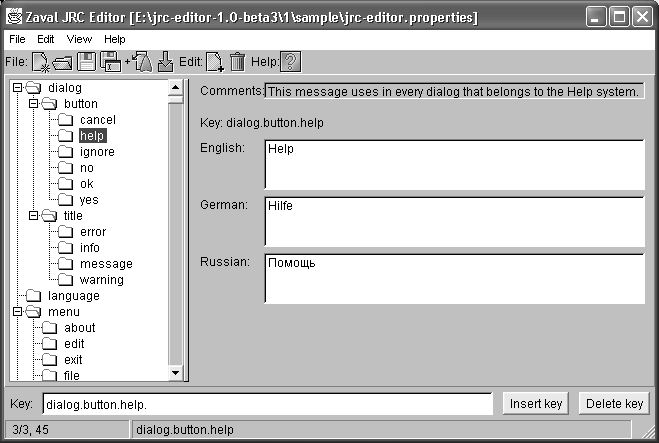 Zaval JRC Editor [E:\jrc-editor-1.0-beta3\1\sample\jrc-editor.properties]
File Edit View Help
File: Edit: Help:
dialog
button
cancel
help
ignore
no
ok
yes
title
error
info
message
warning
language
menu
about
edit
exit
file
Comments: This message uses in every dialog that belongs to the Help system.
Key: dialog.button.help
English: Help
German: Hilfe
Russian: Помощь
Key: dialog.button.help. Insert key Delete key
3/3, 45 dialog.button.help